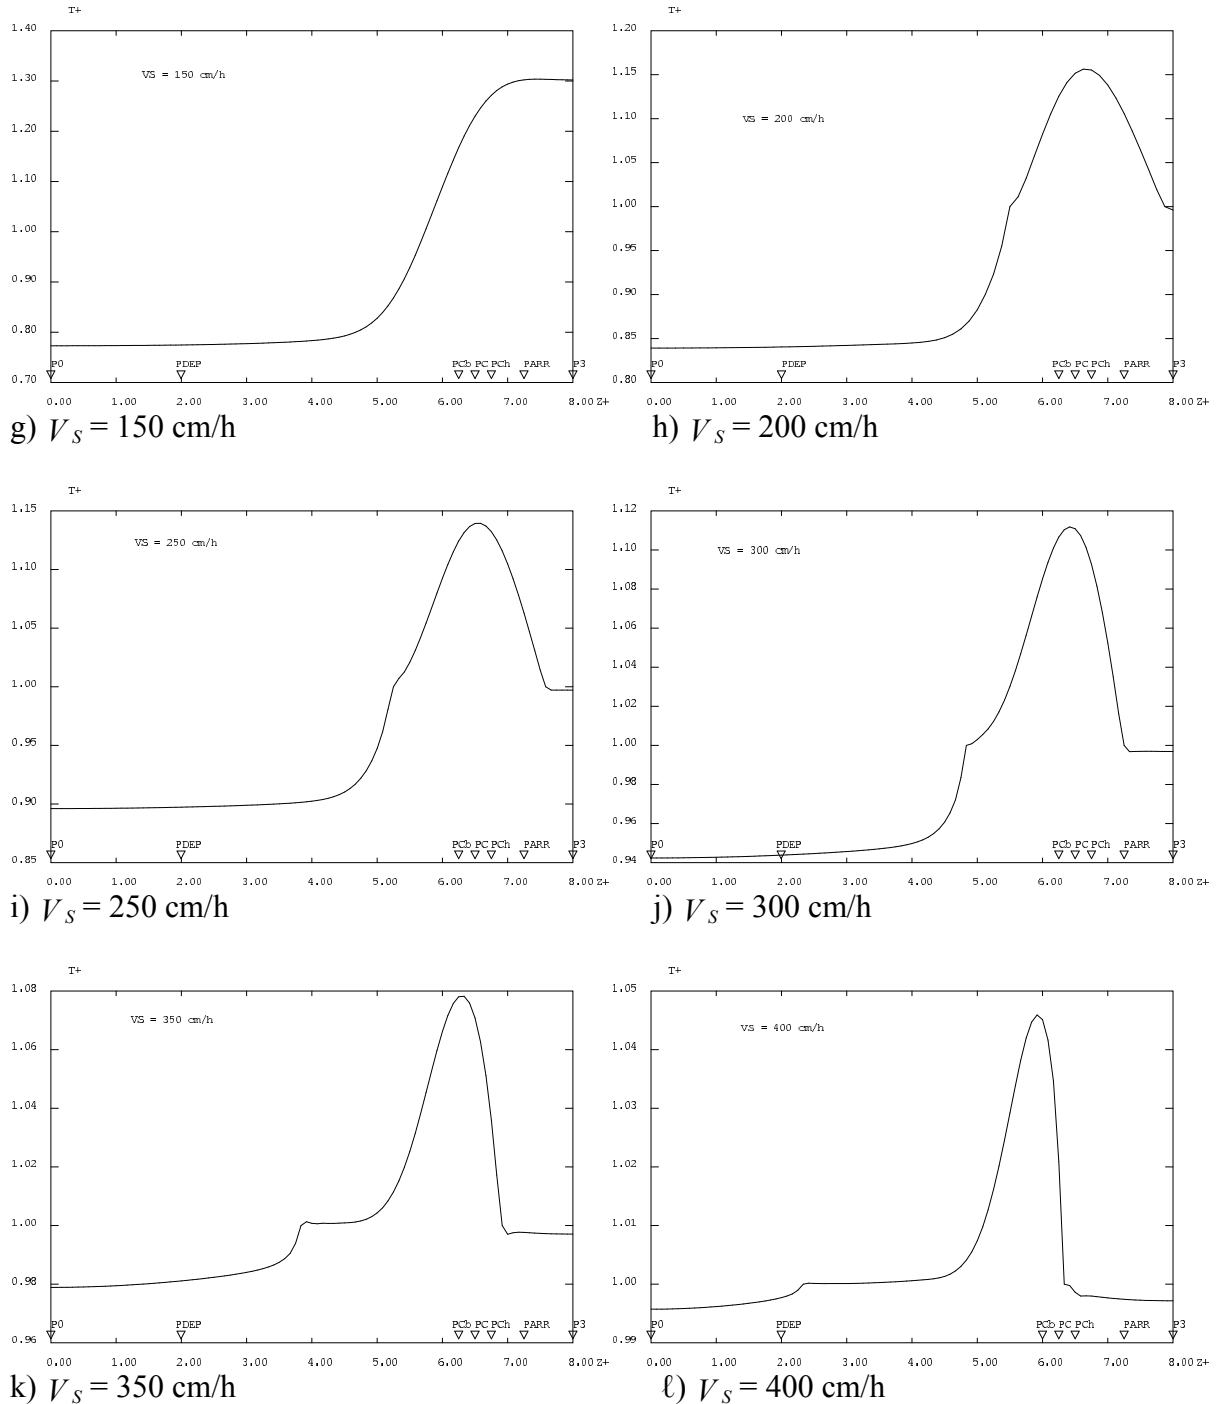 T+ T+
1.40 1.20
VS = 150 cm/h
1.30 1.15
VS = 200 cm/h
1.20 1.10
1.10 1.05
1.00 1.00
0.95
0.90 0.90
0.80 0.85
P0 PDEP PCb PC PCh PARR P3 P0 PDEP PCb PC PCh PARR P3
0.70 0.80
0.00 1.00 2.00 3.00 4.00 5.00 6.00 7.00 8.00 Z+ 0.00 1.00 2.00 3.00 4.00 5.00 6.00 7.00 8.00 Z+
g) V_S = 150 cm/h h) V_S = 200 cm/h
T+ T+
1.15 1.12
VS = 250 cm/h VS = 300 cm/h
1.10 1.10
1.08
1.05 1.06
1.04
1.00 1.02
1.00
0.95 0.98
0.90 0.96
P0 PDEP PCb PC PCh PARR P3 P0 PDEP PCb PC PCh PARR P3
0.85 0.94
0.00 1.00 2.00 3.00 4.00 5.00 6.00 7.00 8.00 Z+ 0.00 1.00 2.00 3.00 4.00 5.00 6.00 7.00 8.00 Z+
i) V_S = 250 cm/h j) V_S = 300 cm/h
T+ T+
1.08 1.05
VS = 350 cm/h VS = 400 cm/h
1.06 1.04
1.04 1.03
1.02 1.02
1.00 1.01
0.98 1.00
P0 PDEP PCb PC PCh PARR P3 P0 PDEP PCb PC PCh PARR P3
0.96 0.99
0.00 1.00 2.00 3.00 4.00 5.00 6.00 7.00 8.00 Z+ 0.00 1.00 2.00 3.00 4.00 5.00 6.00 7.00 8.00 Z+
k) V_S = 350 cm/h ℓ) V_S = 400 cm/h